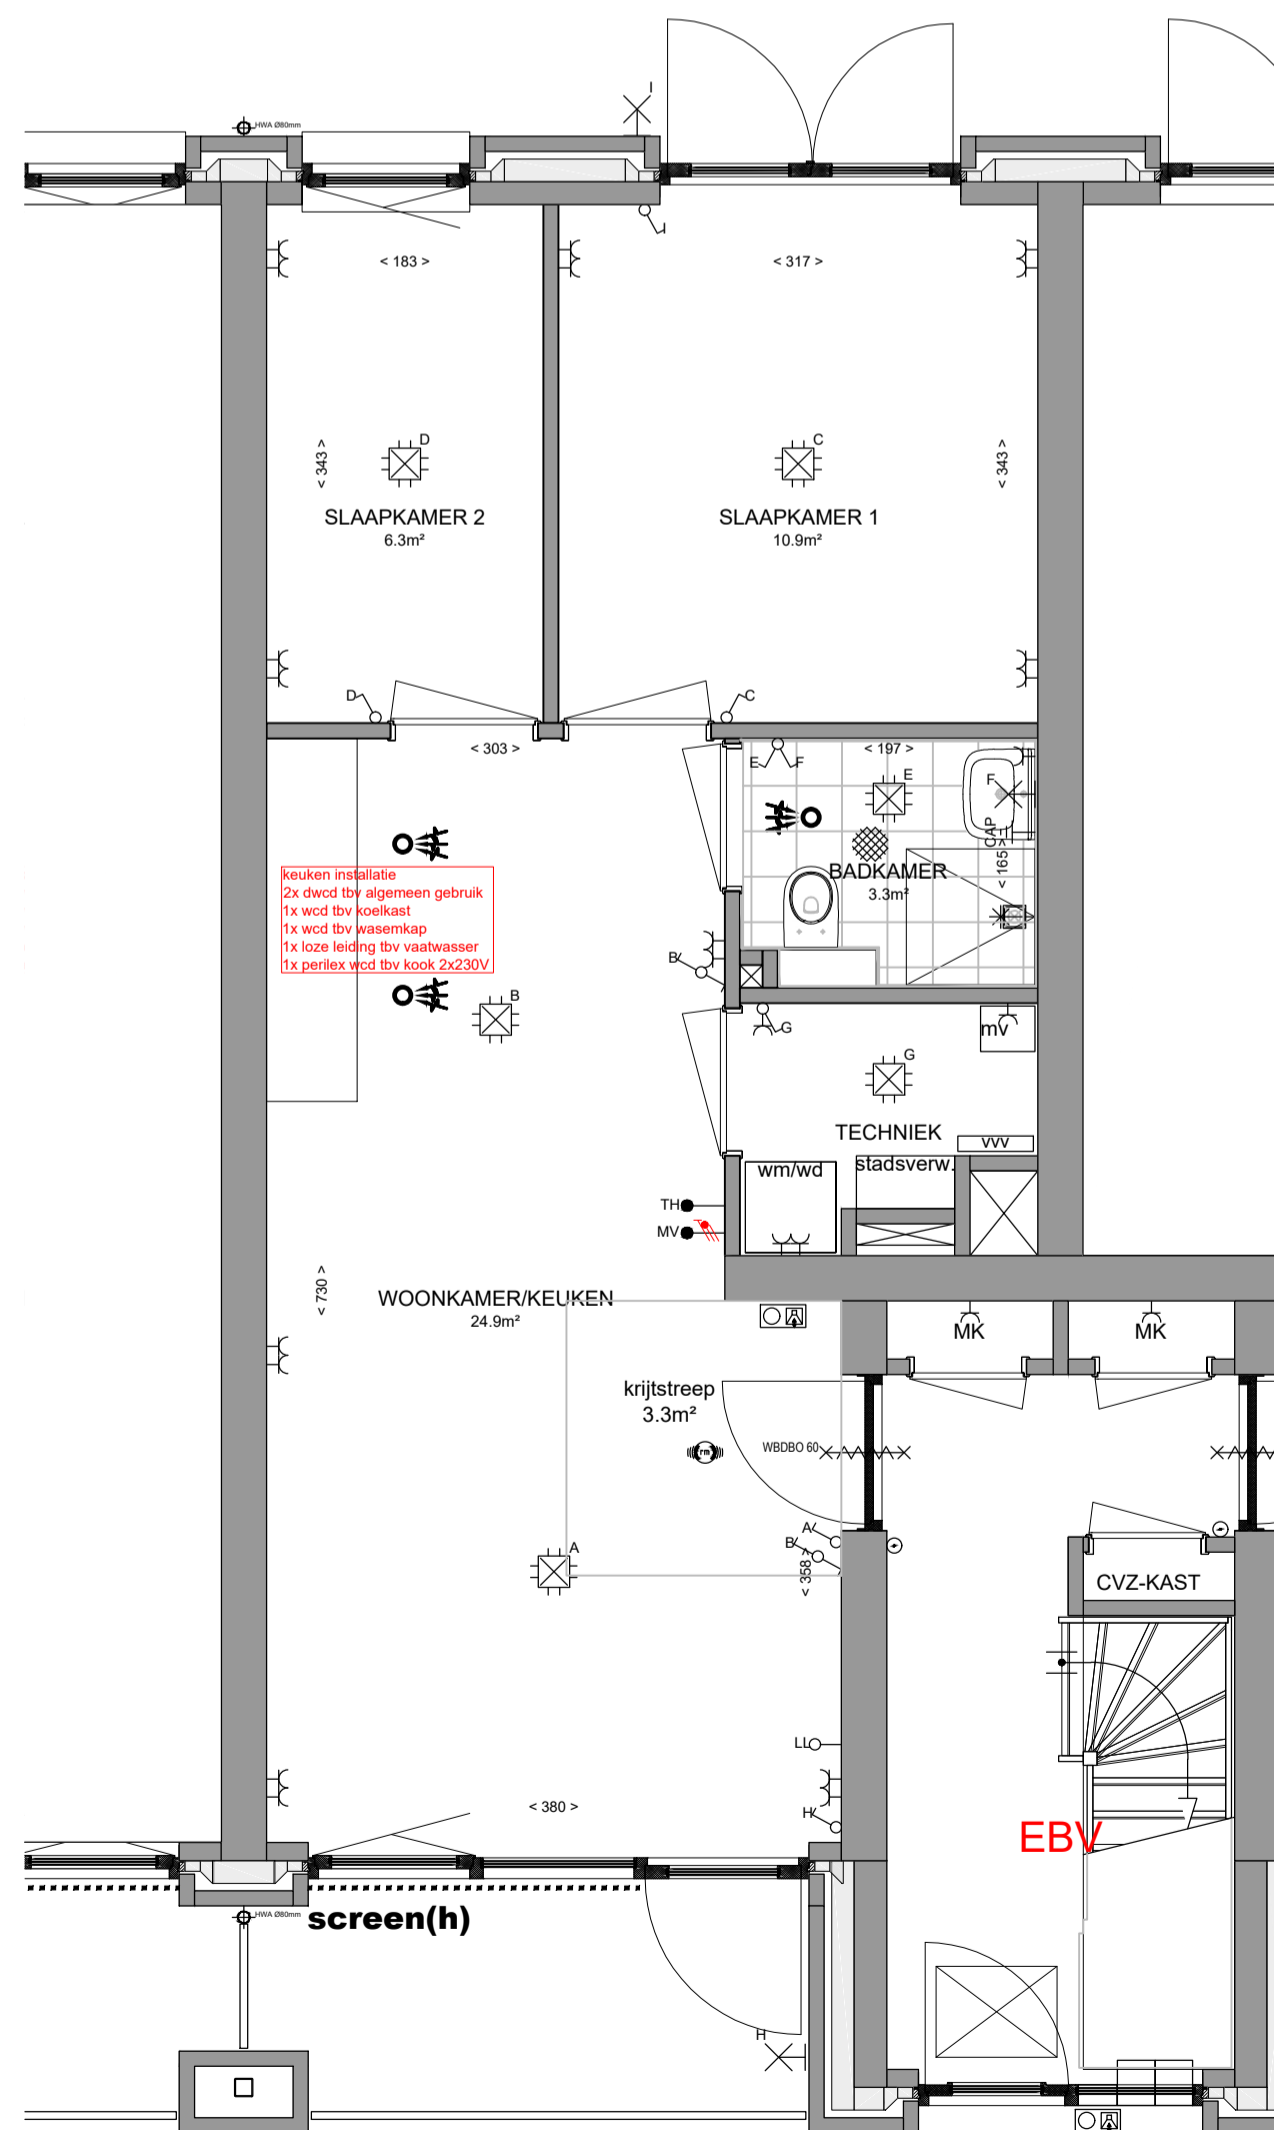 I
HWA Ø80mm
J
< 183 >
< 317 >
D
C
< 343 >
< 343 >
SLAAPKAMER 2
6.3m²
SLAAPKAMER 1
10.9m²
D
C
< 303 >
< 197 >
E
F
E
F
CAP
< 165 >
BADKAMER
3.3m²
keuken installatie
2x dwcd tbv algemeen gebruik
1x wcd tbv koelkast
1x wcd tbv wasemkap
1x loze leiding tbv vaatwasser
1x perilex wcd tbv kook 2x230V
B
B
G
mv
G
TECHNIEK
vvv
wm/wd
stadsverw.
TH
MV
< 730 >
WOONKAMER/KEUKEN
24.9m²
MK
MK
krijtstreep
3.3m²
rm
WBDBO 60
A
B
A
< 358 >
CVZ-KAST
LL
< 380 >
H
EBV
HWA Ø80mm
screen(h)
H